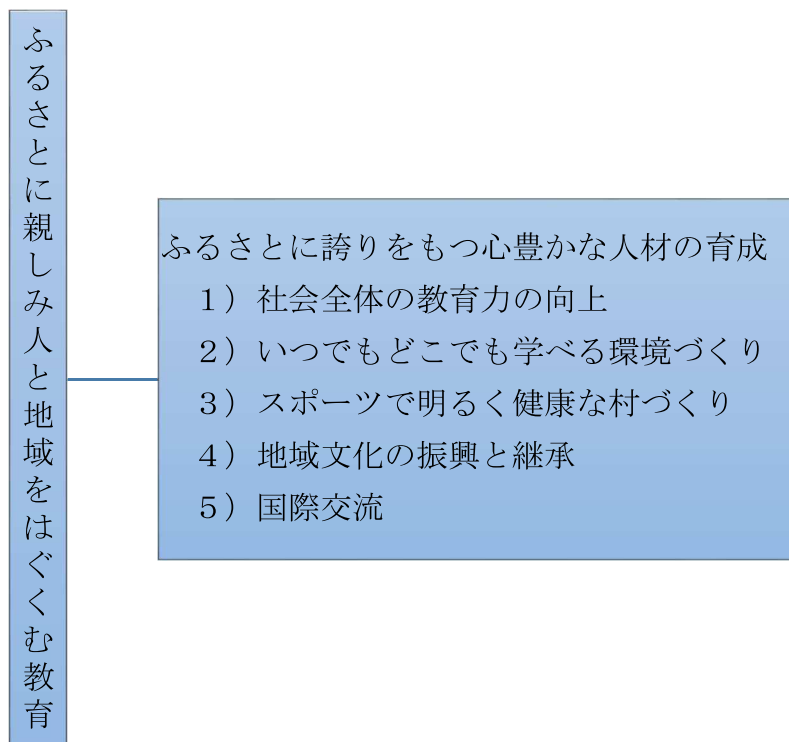 ふるさとに親しみ人と地域をはぐくむ教育
ふるさとに誇りをもつ心豊かな人材の育成
１）社会全体の教育力の向上
２）いつでもどこでも学べる環境づくり
３）スポーツで明るく健康な村づくり
４）地域文化の振興と継承
５）国際交流